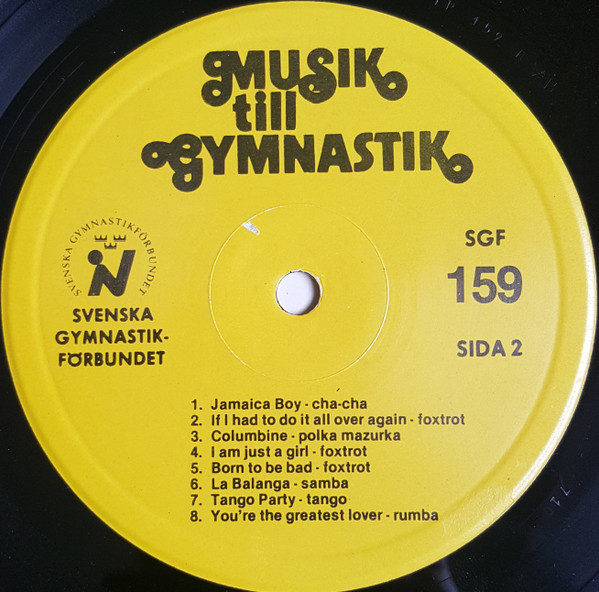 MUSIK
till
GYMNASTIK
SVENSKA GYMNASTIKFÖRBUNDET
SVENSKA
GYMNASTIK-
FÖRBUNDET
SGF
159
SIDA 2
1. Jamaica Boy - cha-cha
2. If I had to do it all over again - foxtrot
3. Columbine - polka mazurka
4. I am just a girl - foxtrot
5. Born to be bad - foxtrot
6. La Balanga - samba
7. Tango Party - tango
8. You're the greatest lover - rumba
71